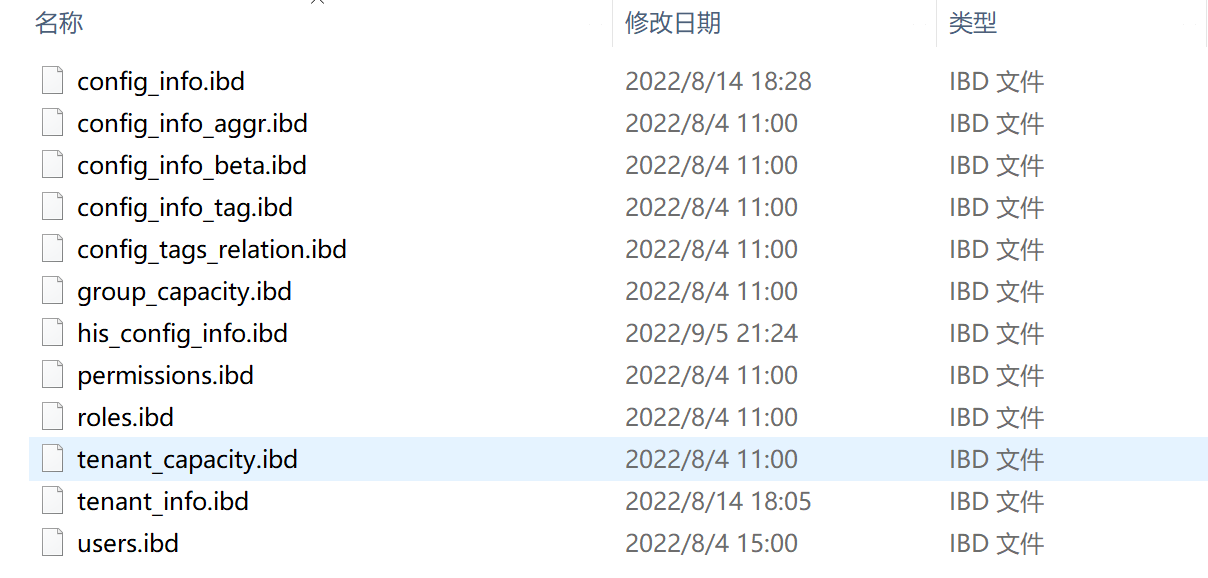 名称 修改日期 类型
config_info.ibd 2022/8/14 18:28 IBD 文件
config_info_aggr.ibd 2022/8/4 11:00 IBD 文件
config_info_beta.ibd 2022/8/4 11:00 IBD 文件
config_info_tag.ibd 2022/8/4 11:00 IBD 文件
config_tags_relation.ibd 2022/8/4 11:00 IBD 文件
group_capacity.ibd 2022/8/4 11:00 IBD 文件
his_config_info.ibd 2022/9/5 21:24 IBD 文件
permissions.ibd 2022/8/4 11:00 IBD 文件
roles.ibd 2022/8/4 11:00 IBD 文件
tenant_capacity.ibd 2022/8/4 11:00 IBD 文件
tenant_info.ibd 2022/8/14 18:05 IBD 文件
users.ibd 2022/8/4 15:00 IBD 文件